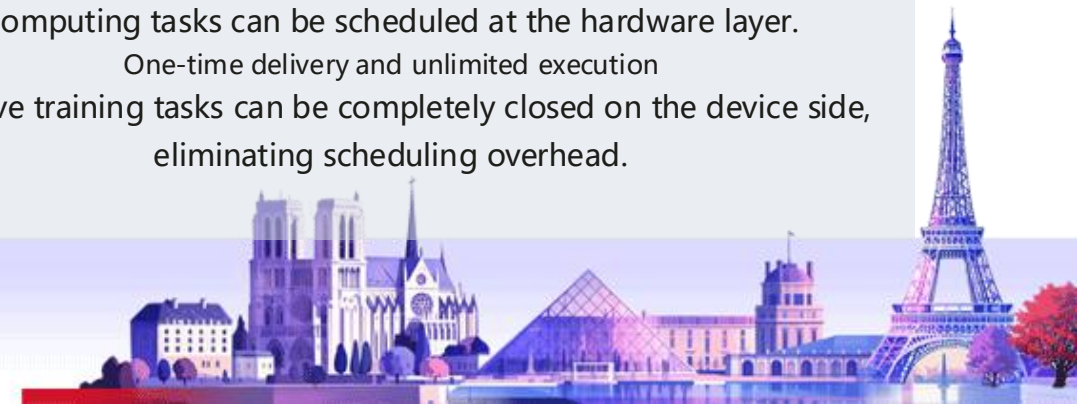 omputing tasks can be scheduled at the hardware layer.
One-time delivery and unlimited execution
ve training tasks can be completely closed on the device side,
eliminating scheduling overhead.